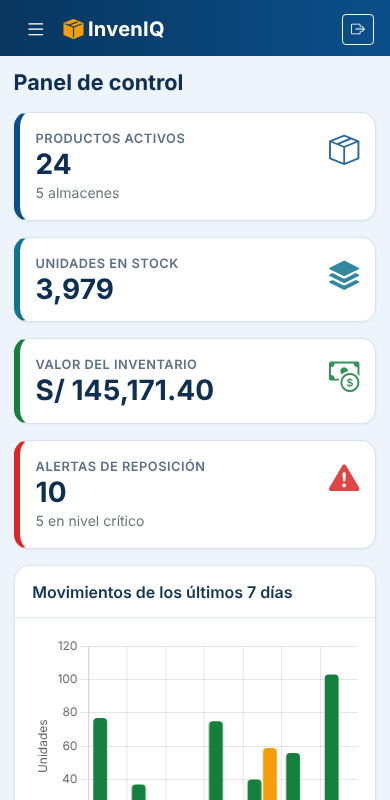 InvenIQ
Panel de control
PRODUCTOS ACTIVOS
24
5 almacenes
UNIDADES EN STOCK
3,979
VALOR DEL INVENTARIO
S/ 145,171.40
$
ALERTAS DE REPOSICIÓN
10
5 en nivel crítico
Movimientos de los últimos 7 días
120
100
80
60
40
Unidades